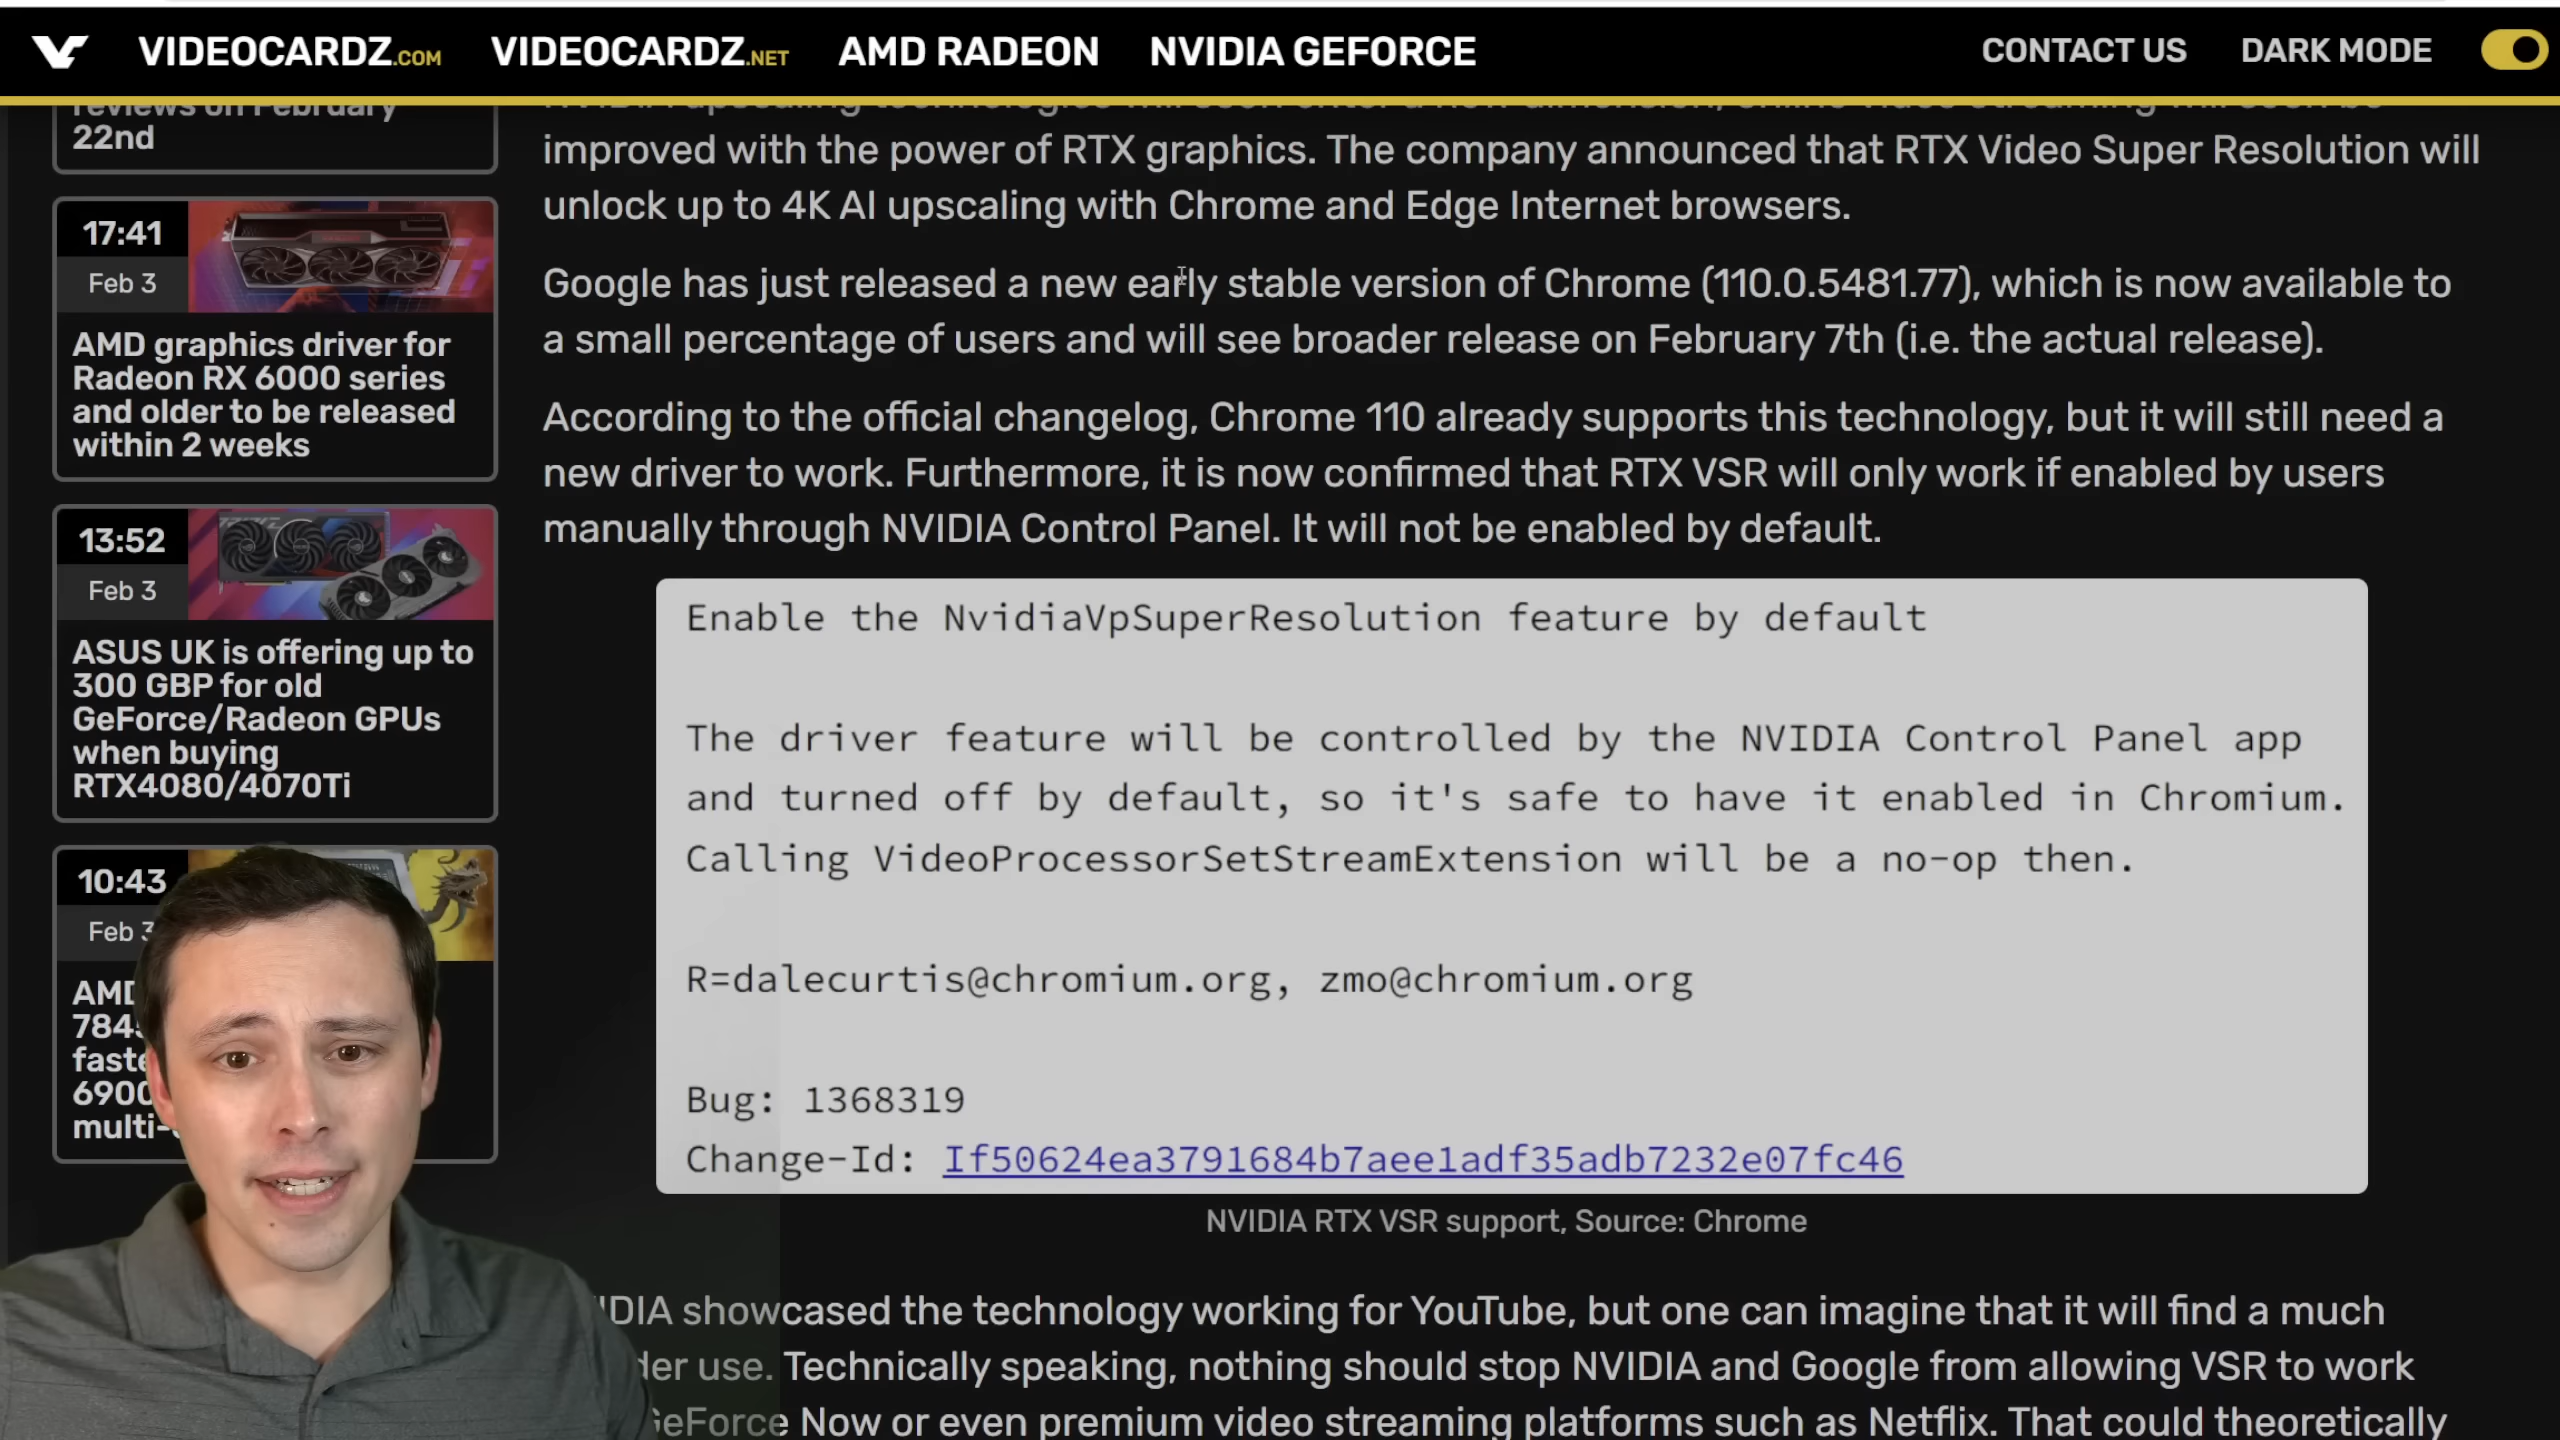 VIDEOCARDZ.COM VIDEOCARDZ.NET AMD RADEON NVIDIA GEFORCE CONTACT US DARK MODE
reviews on February
22nd
17:41
Feb 3
AMD graphics driver for
Radeon RX 6000 series
and older to be released
within 2 weeks
13:52
Feb 3
ASUS UK is offering up to
300 GBP for old
GeForce/Radeon GPUs
when buying
RTX4080/4070Ti
10:43
Feb 3
AMD
improved with the power of RTX graphics. The company announced that RTX Video Super Resolution will
unlock up to 4K AI upscaling with Chrome and Edge Internet browsers.
Google has just released a new early stable version of Chrome (110.0.5481.77), which is now available to
a small percentage of users and will see broader release on February 7th (i.e. the actual release).
According to the official changelog, Chrome 110 already supports this technology, but it will still need a
new driver to work. Furthermore, it is now confirmed that RTX VSR will only work if enabled by users
manually through NVIDIA Control Panel. It will not be enabled by default.
Enable the NvidiaVpSuperResolution feature by default
The driver feature will be controlled by the NVIDIA Control Panel app
and turned off by default, so it's safe to have it enabled in Chromium.
Calling VideoProcessorSetStreamExtension will be a no-op then.
R=dalecurtis@chromium.org, zmo@chromium.org
Bug: 1368319
Change-Id: If50624ea3791684b7aee1adf35adb7232e07fc46
NVIDIA RTX VSR support, Source: Chrome
showcased the technology working for YouTube, but one can imagine that it will find a much
use. Technically speaking, nothing should stop NVIDIA and Google from allowing VSR to work
GeForce Now or even premium video streaming platforms such as Netflix. That could theoretically